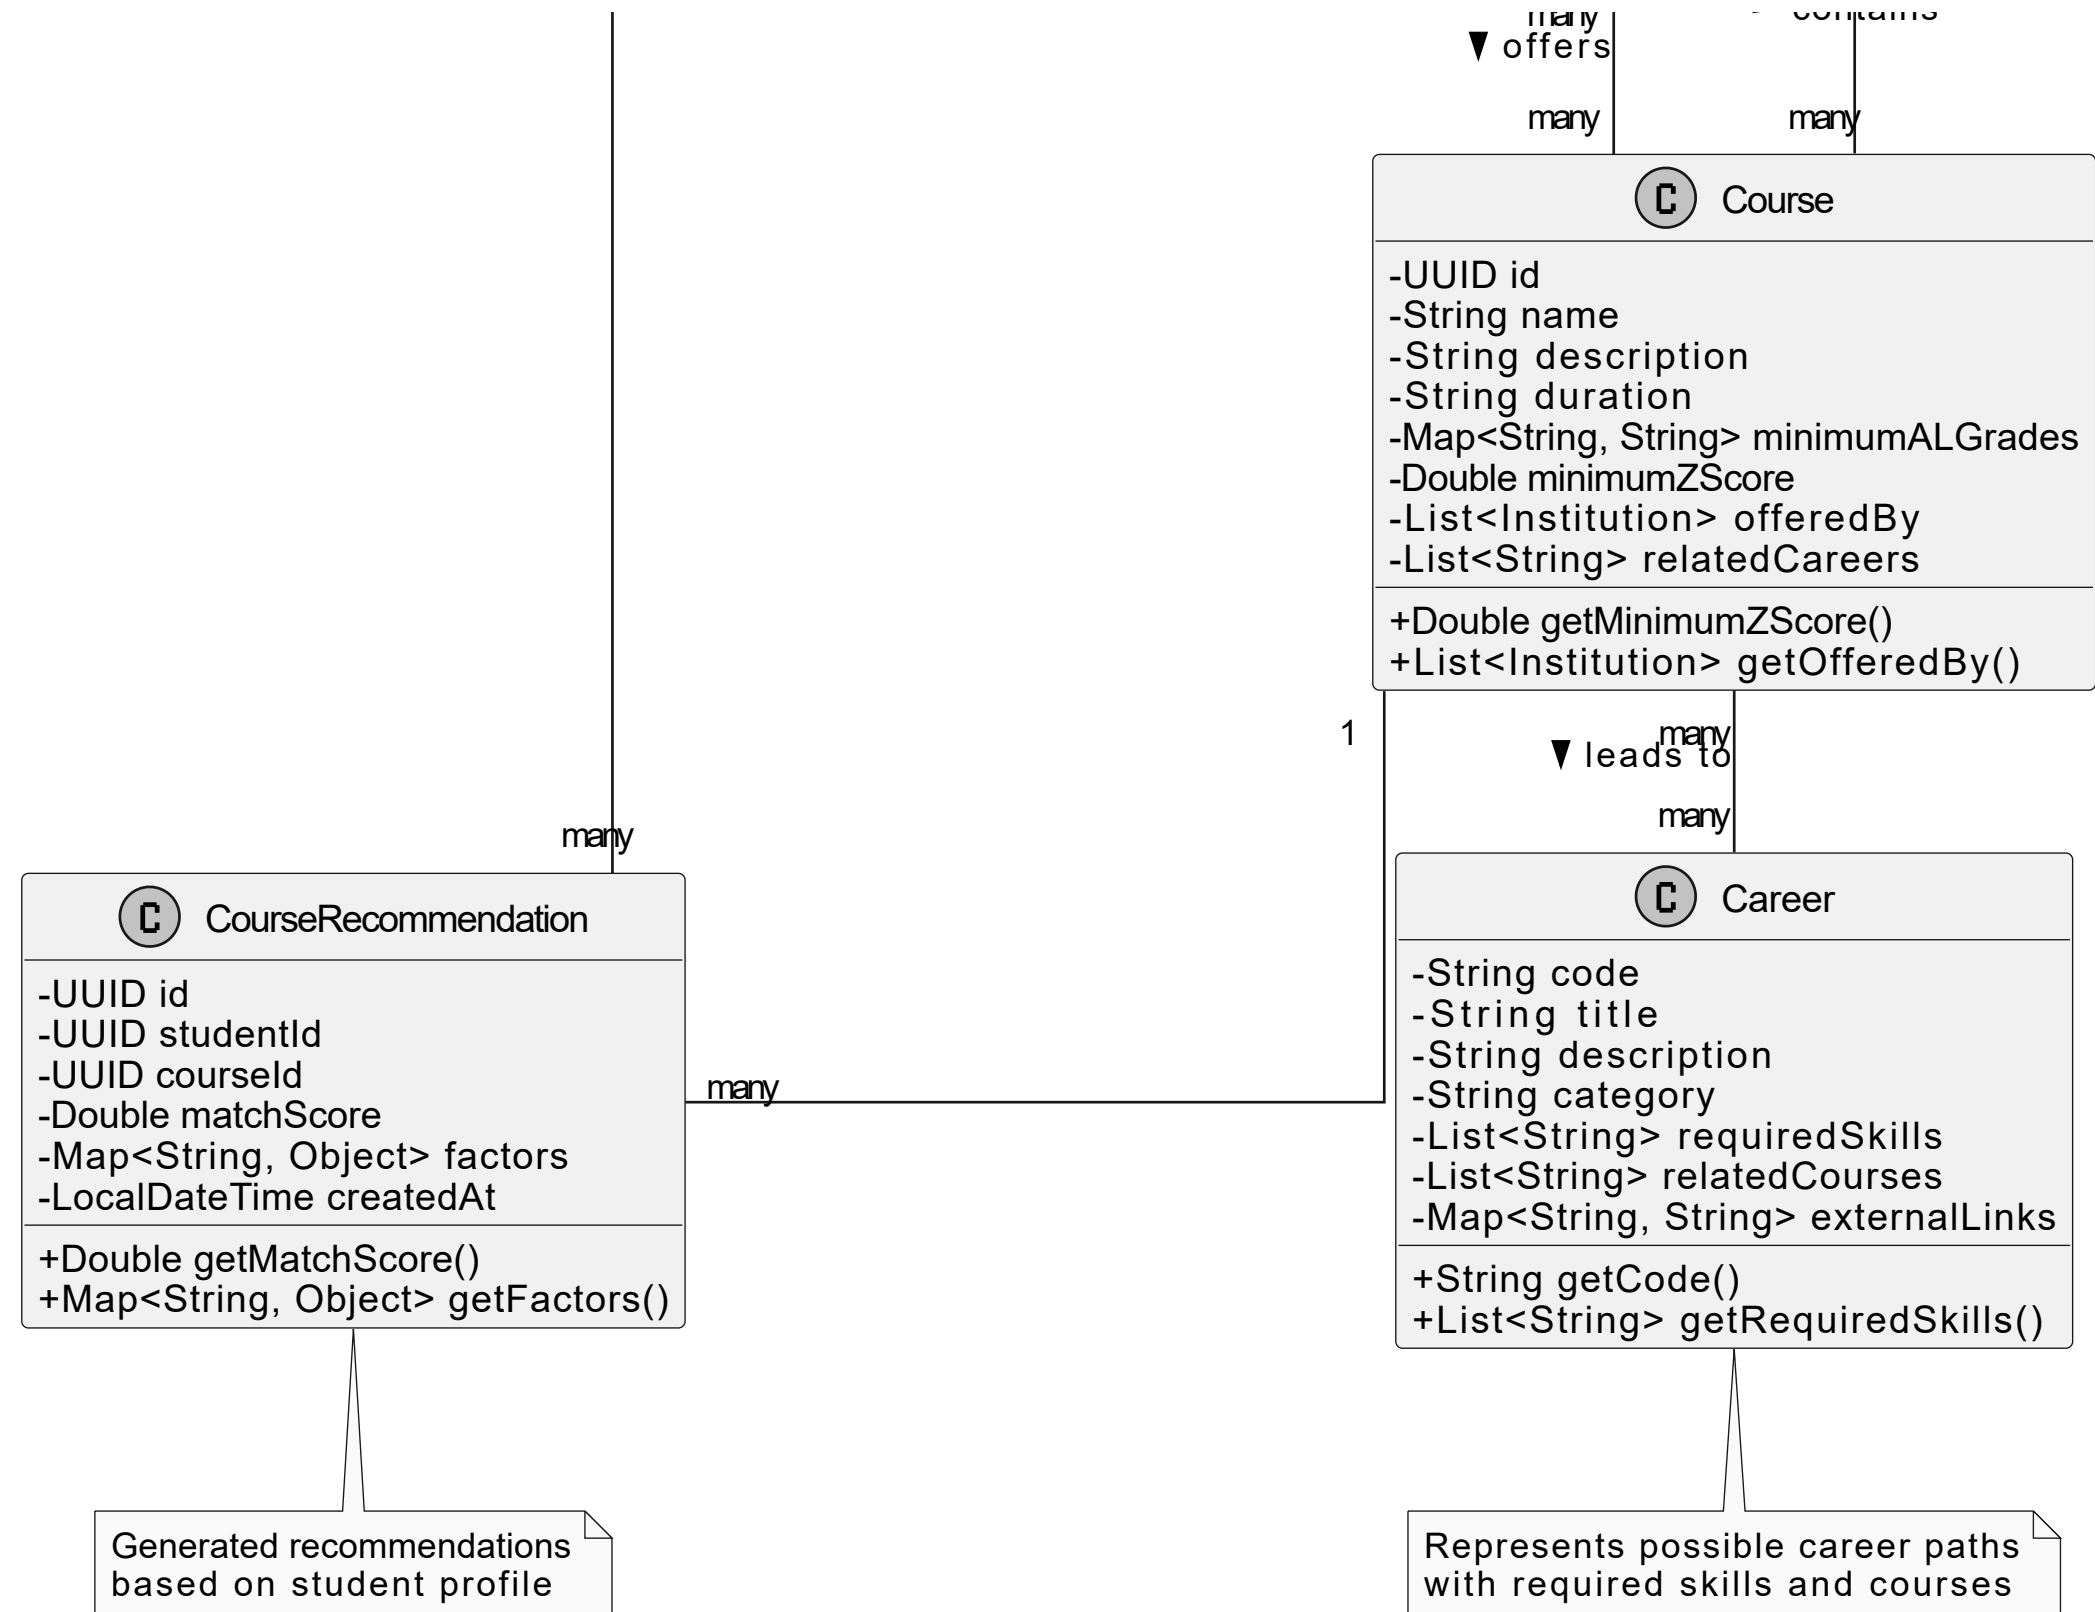 many
contains
▼ offers
many
many
C Course
-UUID id
-String name
-String description
-String duration
-Map<String, String> minimumALGrades
-Double minimumZScore
-List<Institution> offeredBy
-List<String> relatedCareers
+Double getMinimumZScore()
+List<Institution> getOfferedBy()
1
many
▼ leads to
many
many
C CourseRecommendation
-UUID id
-UUID studentId
-UUID courseId
-Double matchScore
-Map<String, Object> factors
-LocalDateTime createdAt
+Double getMatchScore()
+Map<String, Object> getFactors()
many
C Career
-String code
-String title
-String description
-String category
-List<String> requiredSkills
-List<String> relatedCourses
-Map<String, String> externalLinks
+String getCode()
+List<String> getRequiredSkills()
Generated recommendations
based on student profile
Represents possible career paths
with required skills and courses